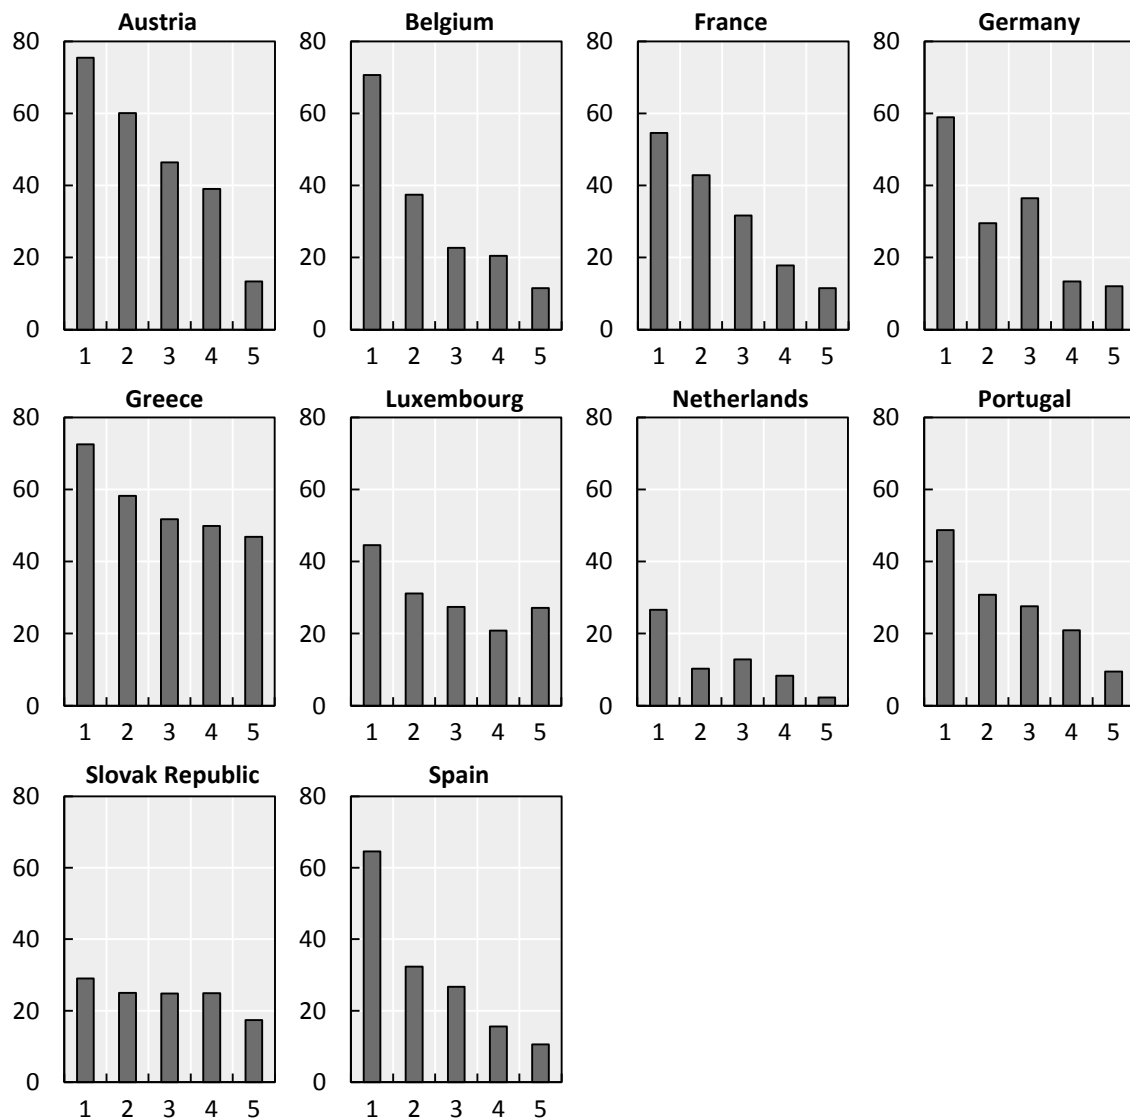 Austria Belgium France Germany
80 80 80 80
60 60 60 60
40 40 40 40
20 20 20 20
0 0 0 0
1 2 3 4 5 1 2 3 4 5 1 2 3 4 5 1 2 3 4 5
Greece Luxembourg Netherlands Portugal
80 80 80 80
60 60 60 60
40 40 40 40
20 20 20 20
0 0 0 0
1 2 3 4 5 1 2 3 4 5 1 2 3 4 5 1 2 3 4 5
Slovak Republic Spain
80 80
60 60
40 40
20 20
0 0
1 2 3 4 5 1 2 3 4 5